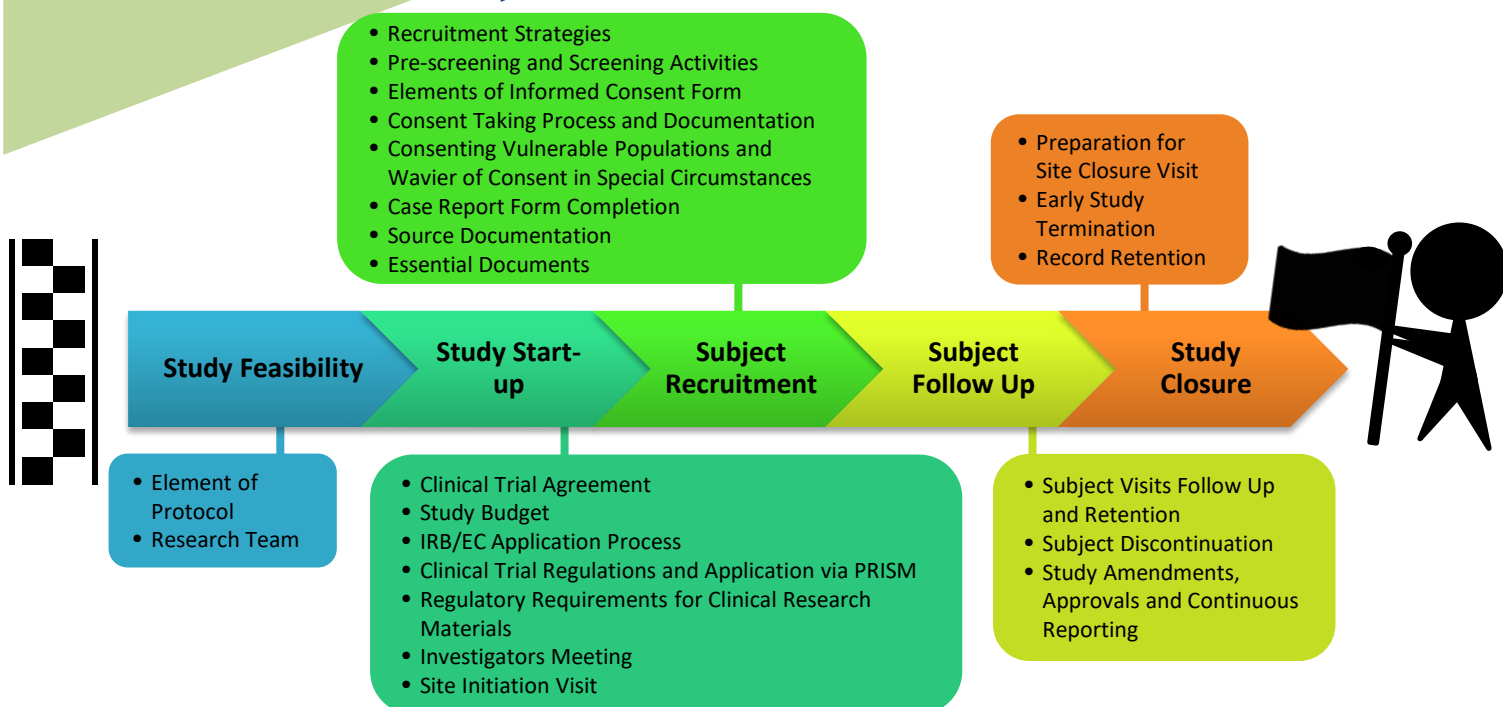 • Recruitment Strategies
• Pre-screening and Screening Activities
• Elements of Informed Consent Form
• Consent Taking Process and Documentation
• Consenting Vulnerable Populations and
Wavier of Consent in Special Circumstances
• Case Report Form Completion
• Source Documentation
• Essential Documents
• Preparation for
Site Closure Visit
• Early Study
Termination
• Record Retention
Study Feasibility
Study Start-
up
Subject
Recruitment
Subject
Follow Up
Study
Closure
• Element of
Protocol
• Research Team
• Clinical Trial Agreement
• Study Budget
• IRB/EC Application Process
• Clinical Trial Regulations and Application via PRISM
• Regulatory Requirements for Clinical Research
Materials
• Investigators Meeting
• Site Initiation Visit
• Subject Visits Follow Up
and Retention
• Subject Discontinuation
• Study Amendments,
Approvals and Continuous
Reporting